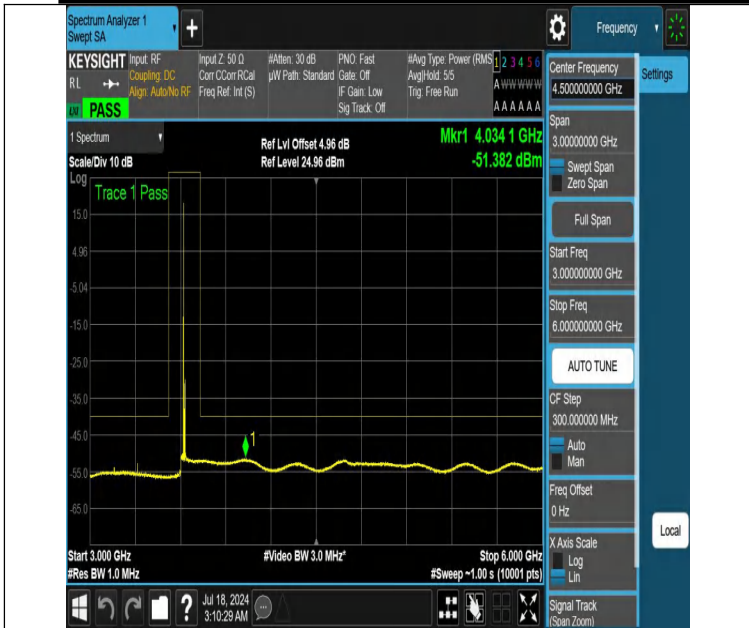 Spectrum Analyzer 1
Swept SA
+
Frequency
KEYSIGHT
RL
LXI
PASS
Input: RF
Coupling: DC
Align: Auto/No RF
Input Z: 50 Ω
Corr CCorr RCal
Freq Ref: Int (S)
#Atten: 30 dB
µW Path: Standard
PNO: Fast
Gate: Off
IF Gain: Low
Sig Track: Off
#Avg Type: Power (RMS
Avg|Hold: 5/5
Trig: Free Run
1 2 3 4 5 6
A W W W W W
A A A A A A
Center Frequency
4.500000000 GHz
Settings
Span
3.00000000 GHz
Swept Span
Zero Span
Full Span
Start Freq
3.000000000 GHz
Stop Freq
6.000000000 GHz
AUTO TUNE
CF Step
300.000000 MHz
Auto
Man
Freq Offset
0 Hz
X Axis Scale
Log
Lin
Signal Track
(Span Zoom)
Local
1 Spectrum
Scale/Div 10 dB
Ref Lvl Offset 4.96 dB
Ref Level 24.96 dBm
Mkr1 4.034 1 GHz
-51.382 dBm
Log
Trace 1 Pass
15.0
4.96
-5.04
-15.0
-25.0
-35.0
-45.0
-55.0
-65.0
1
Start 3.000 GHz
#Res BW 1.0 MHz
#Video BW 3.0 MHz*
Stop 6.000 GHz
#Sweep ~1.00 s (10001 pts)
?
Jul 18, 2024
3:10:29 AM